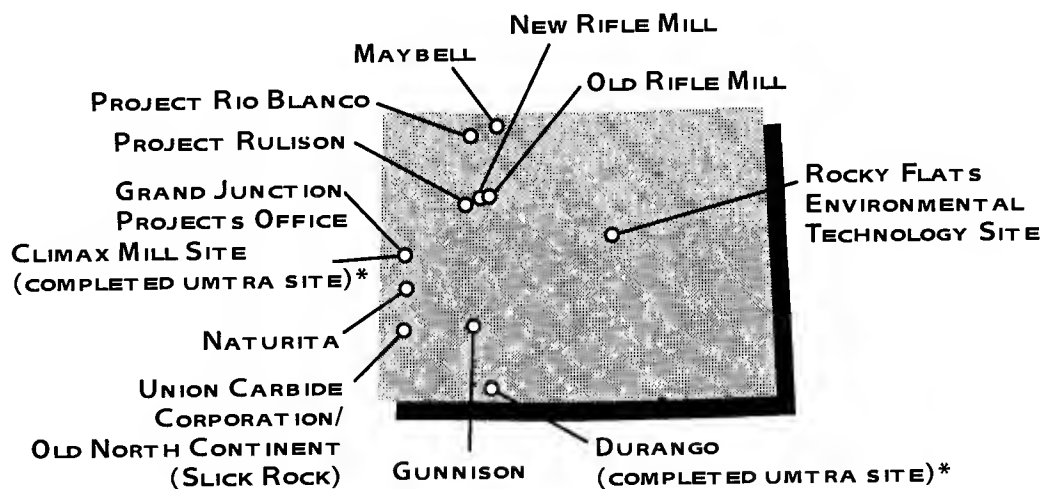 NEW RIFLE MILL
MAYBELL
OLD RIFLE MILL
PROJECT RIO BLANCO
PROJECT RULISON
GRAND JUNCTION
PROJECTS OFFICE
CLIMAX MILL SITE
(COMPLETED UMTRA SITE)*
NATURITA
UNION CARBIDE
CORPORATION/
OLD NORTH CONTINENT
(SLICK ROCK)
GUNNISON
DURANGO
(COMPLETED UMTRA SITE)*
ROCKY FLATS
ENVIRONMENTAL
TECHNOLOGY SITE